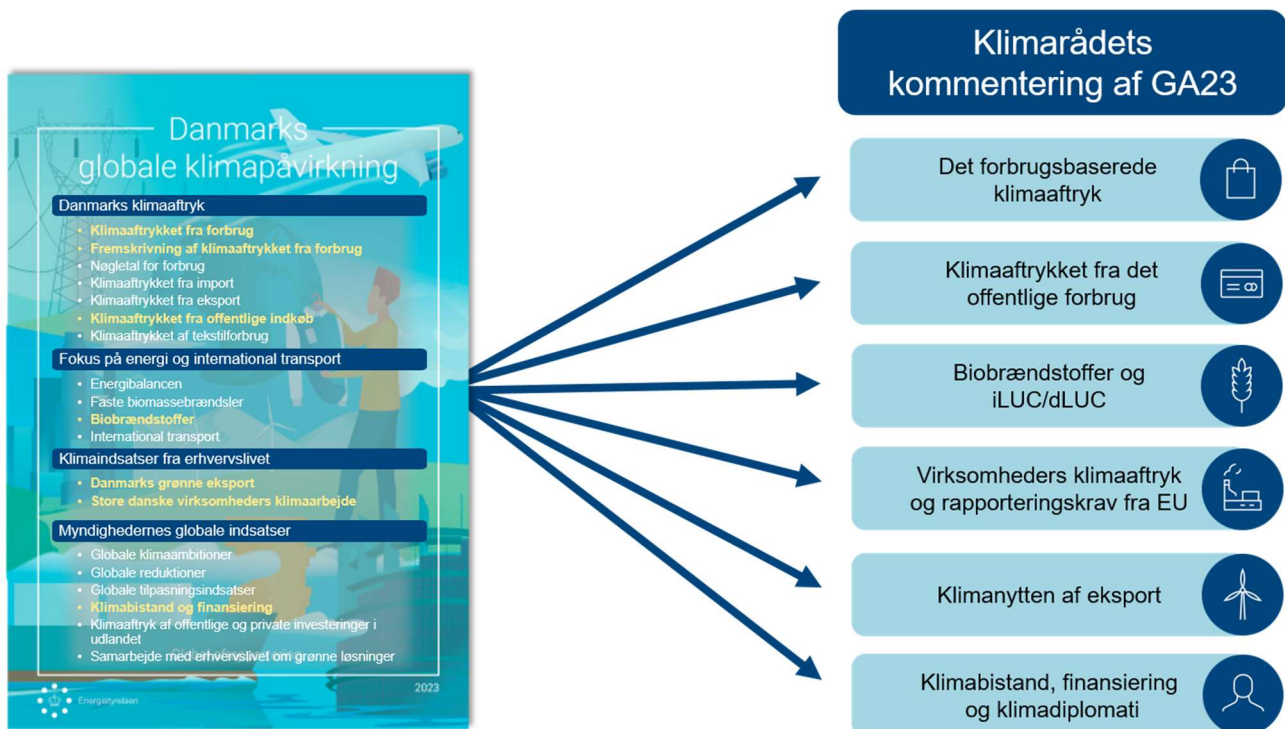 Danmarks
globale klimapåvirkning
Danmarks klimaaftryk
• Klimaaftrykket fra forbrug
• Fremskrivning af klimaaftrykket fra forbrug
• Nøgletal for forbrug
• Klimaaftrykket fra import
• Klimaaftrykket fra eksport
• Klimaaftrykket fra offentlige indkøb
• Klimaaftrykket af tekstilforbrug
Fokus på energi og international transport
• Energibalancen
• Faste biomassebrændsler
• Biobrændstoffer
• International transport
Klimaindsatser fra erhvervslivet
• Danmarks grønne eksport
• Store danske virksomheders klimaarbejde
Myndighedernes globale indsatser
• Globale klimaambitioner
• Globale reduktioner
• Globale tilpasningsindsatser
• Klimabistand og finansiering
• Klimaaftryk af offentlige og private investeringer i
udlandet
• Samarbejde med erhvervslivet om grønne løsninger
Energistyrelsen
2023
Klimarådets
kommentering af GA23
Det forbrugsbaserede
klimaaftryk
Klimaaftrykket fra det
offentlige forbrug
Biobrændstoffer og
iLUC/dLUC
Virksomheders klimaaftryk
og rapporteringskrav fra EU
Klimanytten af eksport
Klimabistand, finansiering
og klimadiplomati